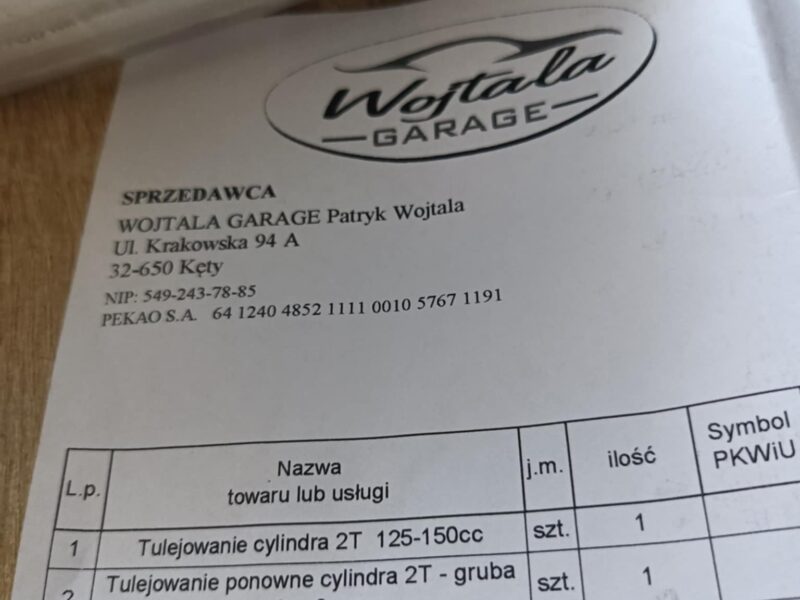 Wojtala
GARAGE
SPRZEDAWCA
WOJTALA GARAGE Patryk Wojtala
Ul. Krakowska 94 A
32-650 Kęty
NIP: 549-243-78-85
PEKAO S.A. 64 1240 4852 1111 0010 5767 1191
L.p. Nazwa towaru lub usługi j.m. ilość Symbol PKWiU
1 Tulejowanie cylindra 2T 125-150cc szt. 1
2 Tulejowanie ponowne cylindra 2T - gruba szt. 1